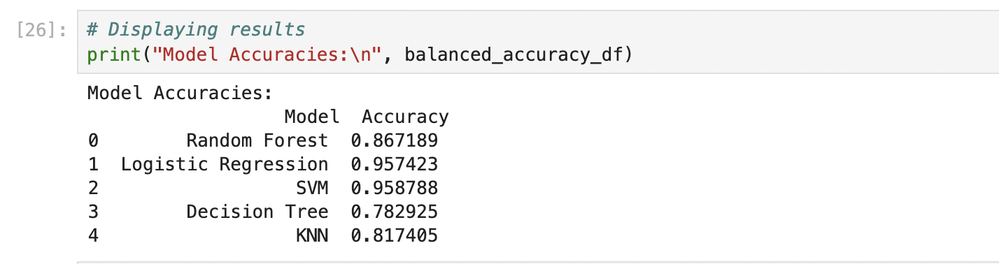 [26]: # Displaying results
print("Model Accuracies:\n", balanced_accuracy_df)
Model Accuracies:
Model Accuracy
0 Random Forest 0.867189
1 Logistic Regression 0.957423
2 SVM 0.958788
3 Decision Tree 0.782925
4 KNN 0.817405